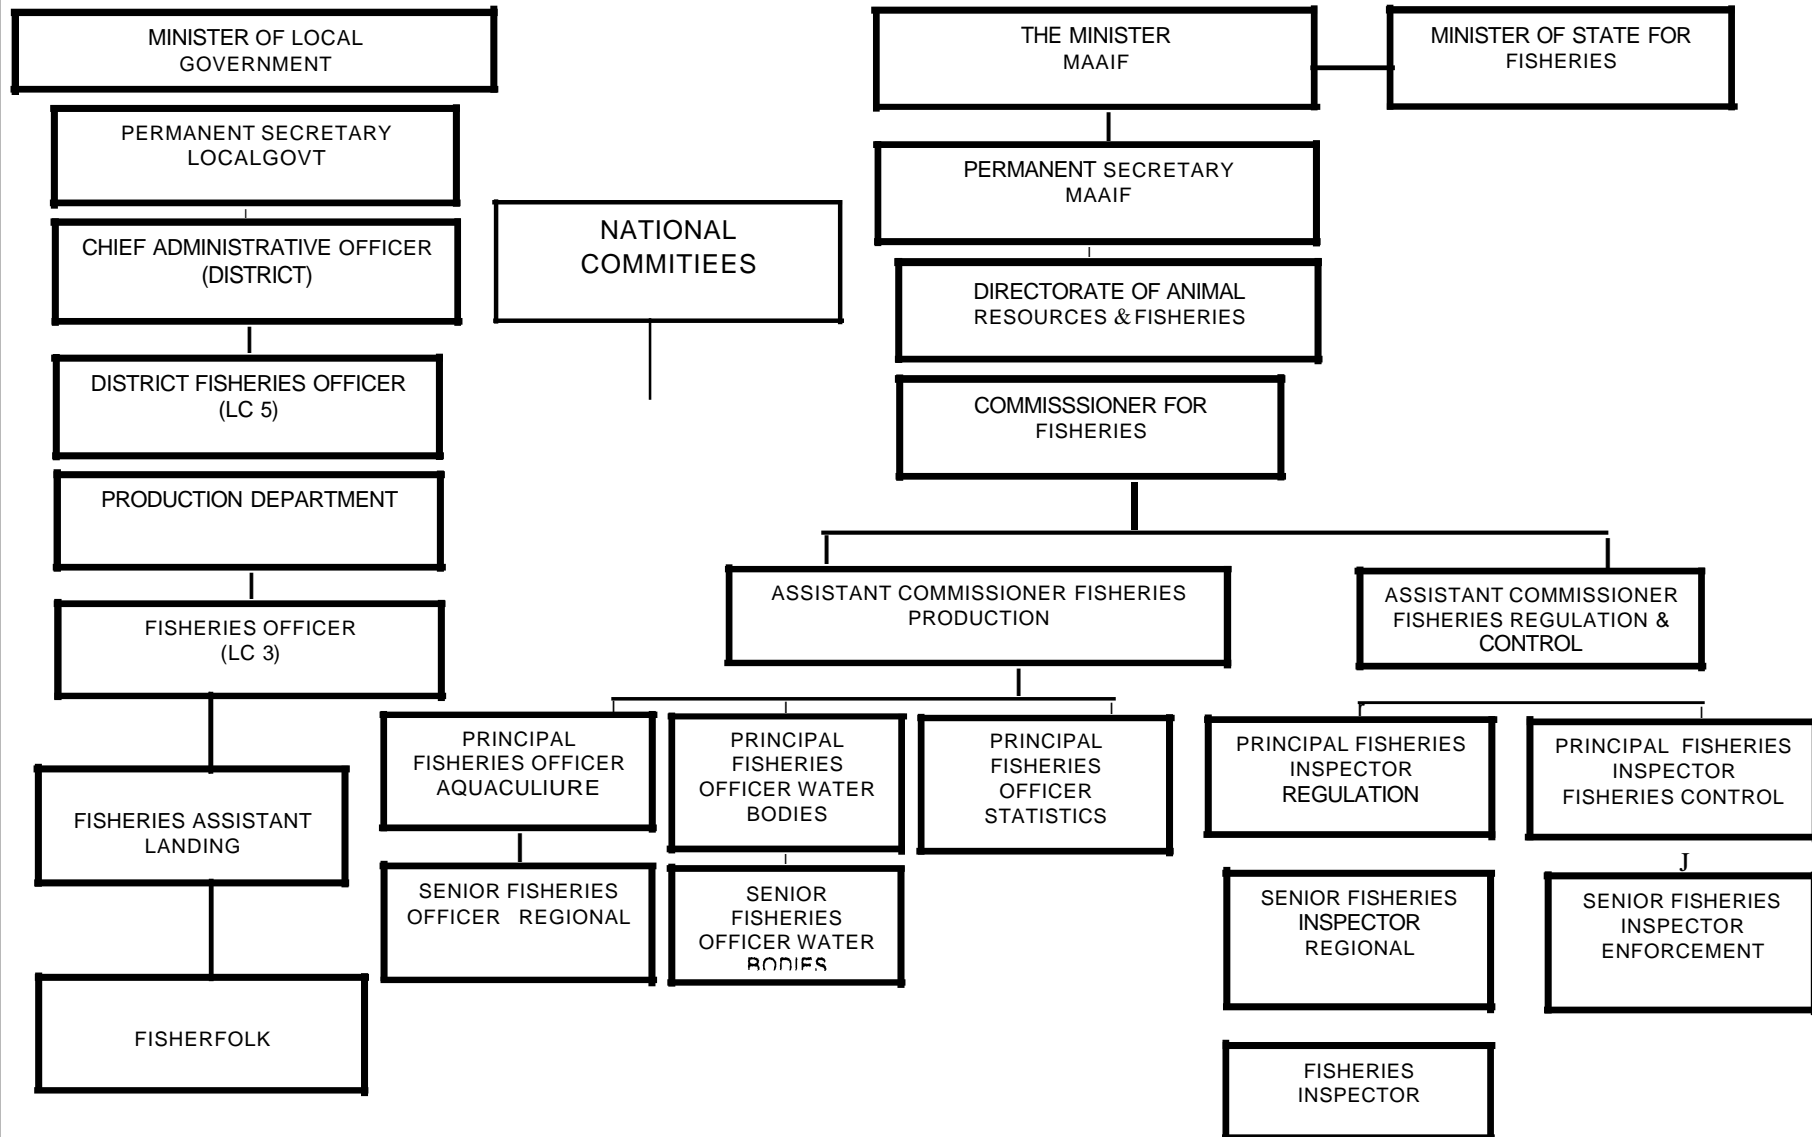 MINISTER OF LOCAL
GOVERNMENT
PERMANENT SECRETARY
LOCALGOVT
CHIEF ADMINISTRATIVE OFFICER
(DISTRICT)
DISTRICT FISHERIES OFFICER
(LC 5)
PRODUCTION DEPARTMENT
FISHERIES OFFICER
(LC 3)
FISHERIES ASSISTANT
LANDING
FISHERFOLK
NATIONAL
COMMITIEES
THE MINISTER
MAAIF
MINISTER OF STATE FOR
FISHERIES
PERMANENT SECRETARY
MAAIF
DIRECTORATE OF ANIMAL
RESOURCES & FISHERIES
COMMISSSIONER FOR
FISHERIES
ASSISTANT COMMISSIONER FISHERIES
PRODUCTION
ASSISTANT COMMISSIONER
FISHERIES REGULATION &
CONTROL
PRINCIPAL
FISHERIES OFFICER
AQUACULIURE
PRINCIPAL
FISHERIES
OFFICER WATER
BODIES
PRINCIPAL
FISHERIES
OFFICER
STATISTICS
PRINCIPAL FISHERIES
INSPECTOR
REGULATION
PRINCIPAL FISHERIES
INSPECTOR
FISHERIES CONTROL
J
SENIOR FISHERIES
OFFICER REGIONAL
SENIOR
FISHERIES
OFFICER WATER
BODIES
SENIOR FISHERIES
INSPECTOR
REGIONAL
SENIOR FISHERIES
INSPECTOR
ENFORCEMENT
FISHERIES
INSPECTOR